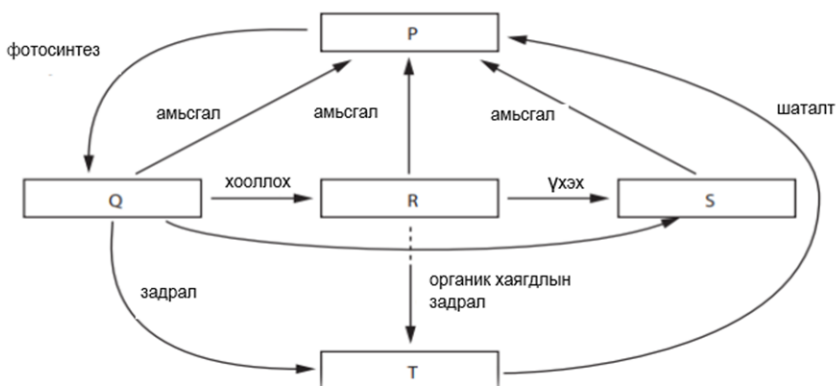 P
фотосинтез
амьсгал
амьсгал
амьсгал
шаталт
хооллох
үхэх
Q
R
S
задрал
органик хаягдлын
задрал
T